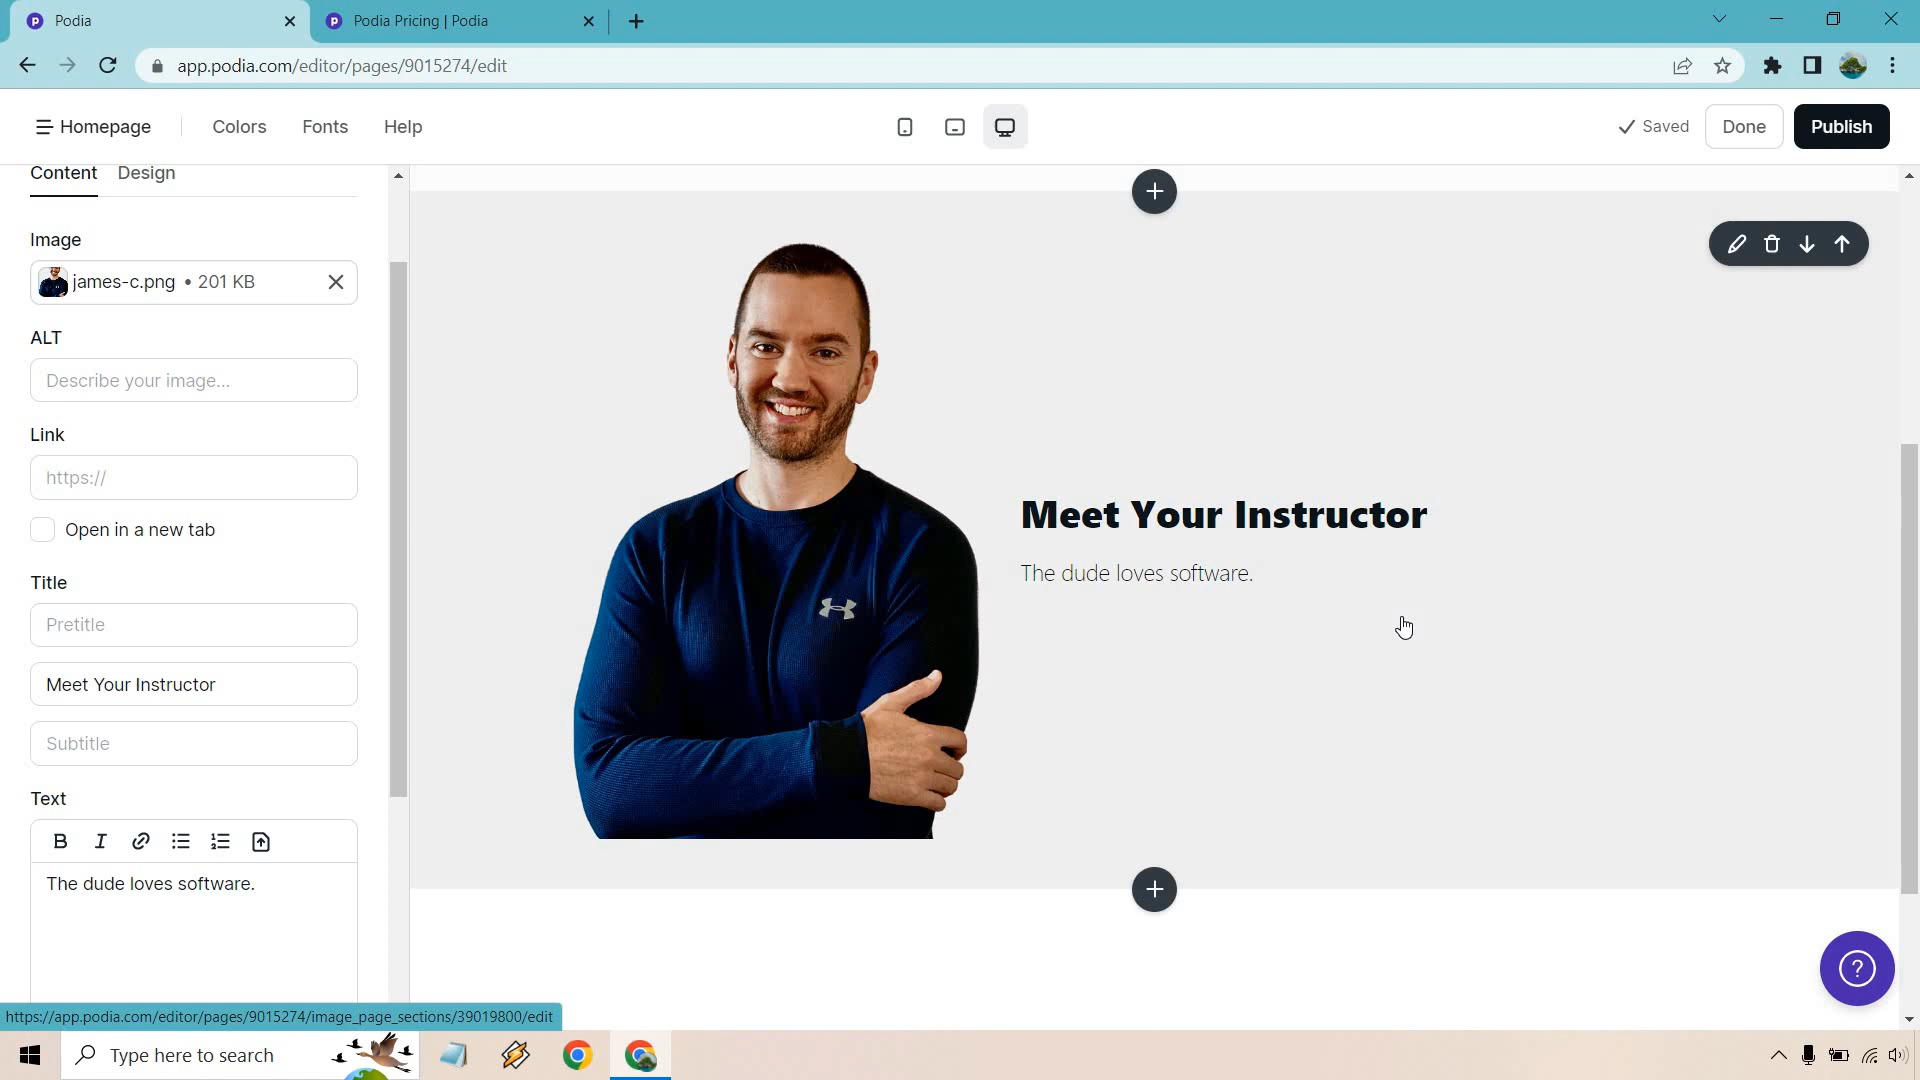 Podia
Podia Pricing | Podia
app.podia.com/editor/pages/9015274/edit
Homepage
Colors
Fonts
Help
Saved
Done
Publish
Content
Design
Image
james-c.png • 201 KB
ALT
Describe your image...
Link
https://
Open in a new tab
Title
Pretitle
Meet Your Instructor
Subtitle
Text
The dude loves software.
Meet Your Instructor
The dude loves software.
https://app.podia.com/editor/pages/9015274/image_page_sections/39019800/edit
Type here to search